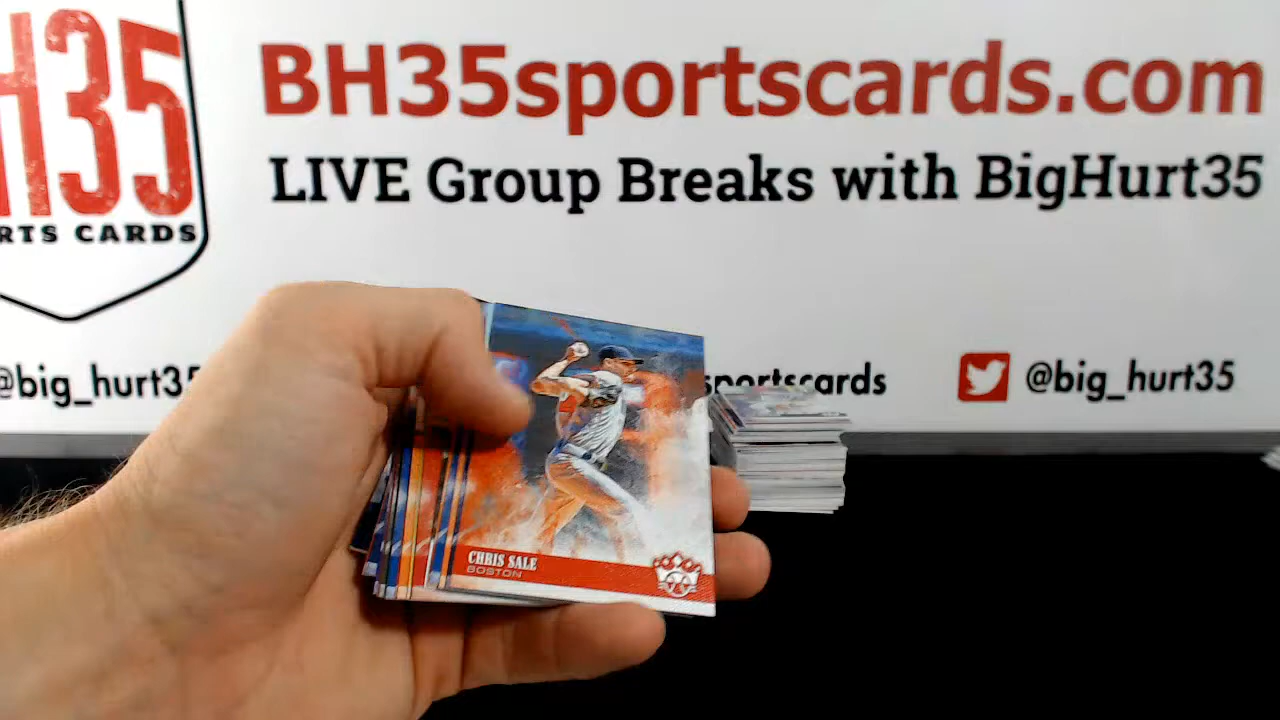 H35
RTS CARDS
BH35sportscards.com
LIVE Group Breaks with BigHurt35
@big_hurt35
sportscards
@big_hurt35
CHRIS SALE
BOSTON